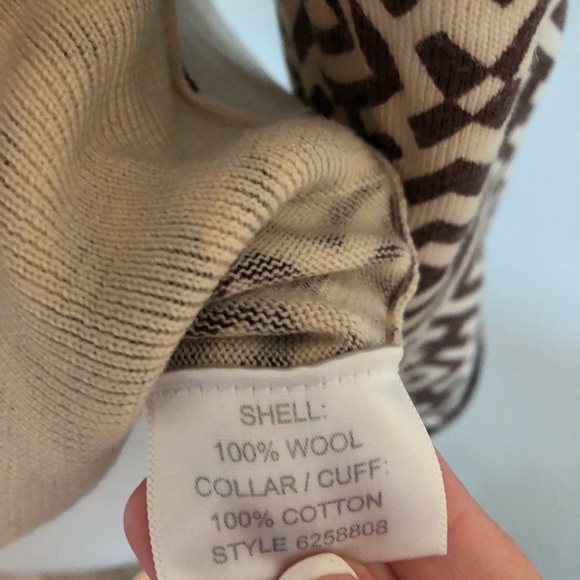 SHELL:
100% WOOL
COLLAR / CUFF:
100% COTTON
STYLE 6258808